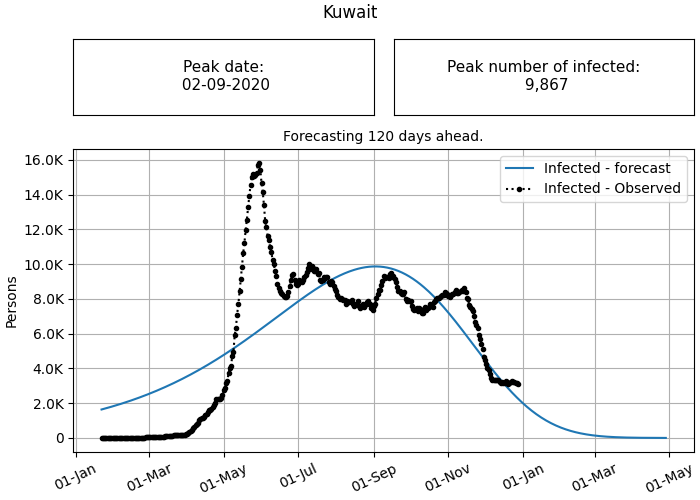 Kuwait
Peak date:
02-09-2020
Peak number of infected:
9,867
Forecasting 120 days ahead.
Infected - forecast
Infected - Observed
Persons
16.0K
14.0K
12.0K
10.0K
8.0K
6.0K
4.0K
2.0K
0
01-Jan
01-Mar
01-May
01-Jul
01-Sep
01-Nov
01-Jan
01-Mar
01-May